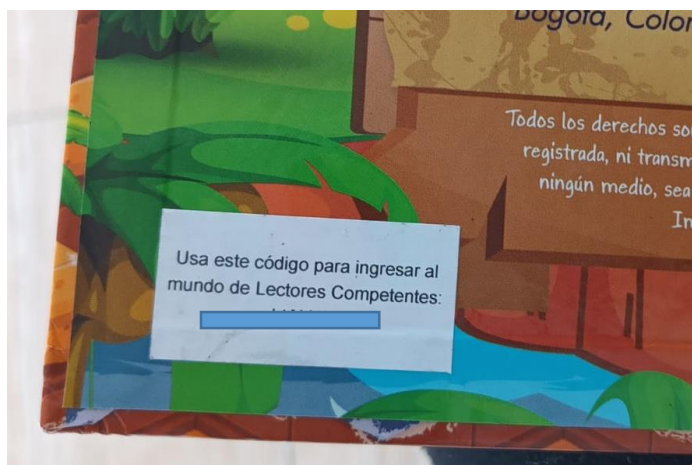 Bogotá, Color
Todos los derechos so
registrada, ni transm
ningún medio, sea
In
Usa este código para ingresar al
mundo de Lectores Competentes: